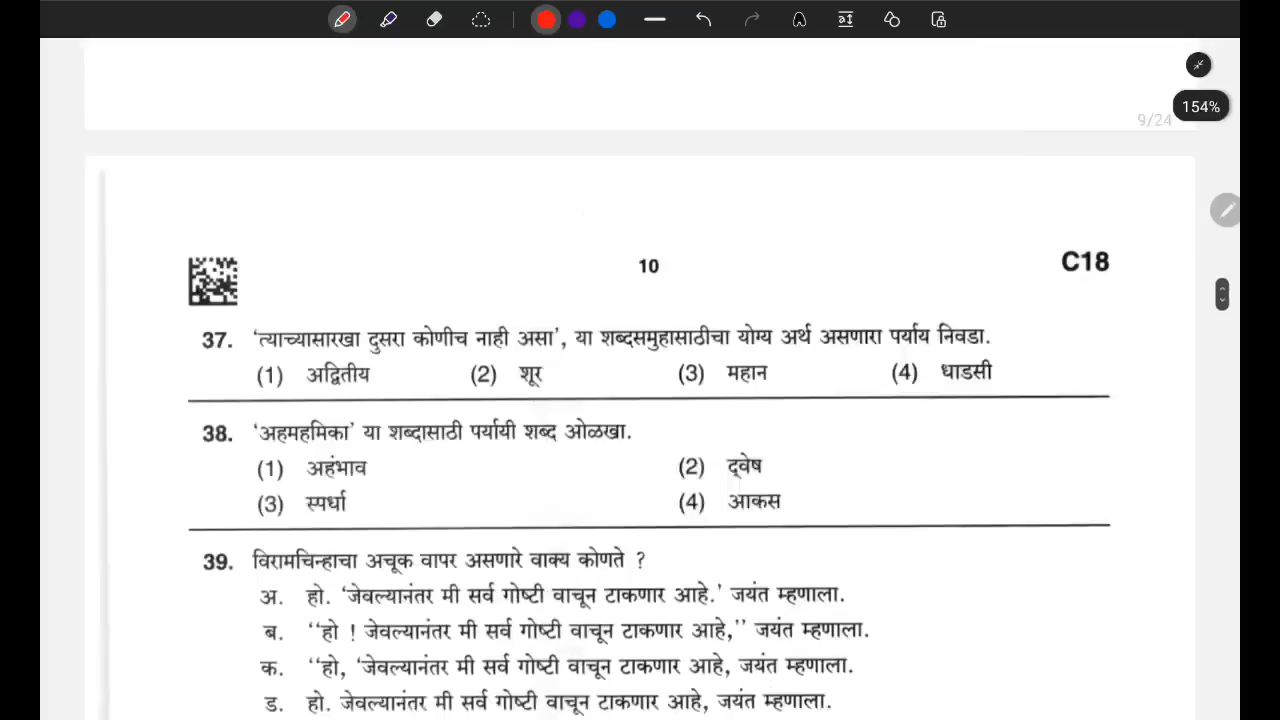 154%
9/24
10
C18
37. ‘त्याच्यासारखा दुसरा कोणीच नाही असा’, या शब्दसमुहासाठीचा योग्य अर्थ असणारा पर्याय निवडा.
(1) अद्वितीय (2) शूर (3) महान (4) धाडसी
38. ‘अहमहमिका’ या शब्दासाठी पर्यायी शब्द ओळखा.
(1) अहंभाव (2) द्‌वेष
(3) स्पर्धा (4) आकस
39. विरामचिन्हाचा अचूक वापर असणारे वाक्य कोणते ?
अ. हो. ‘जेवल्यानंतर मी सर्व गोष्टी वाचून टाकणार आहे.’ जयंत म्हणाला.
ब. ‘‘हो ! जेवल्यानंतर मी सर्व गोष्टी वाचून टाकणार आहे,’’ जयंत म्हणाला.
क. ‘‘हो, ‘जेवल्यानंतर मी सर्व गोष्टी वाचून टाकणार आहे, जयंत म्हणाला.
ड. हो. जेवल्यानंतर मी सर्व गोष्टी वाचून टाकणार आहे, जयंत म्हणाला.